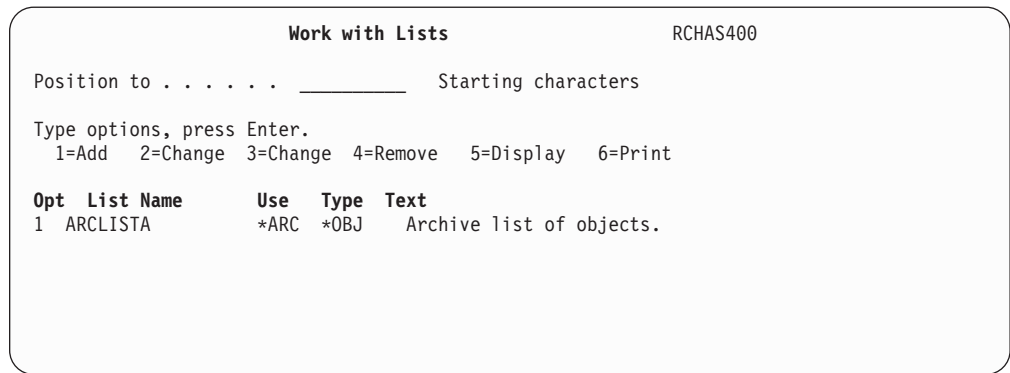 Work with Lists RCHAS400
Position to . . . . . . __________ Starting characters
Type options, press Enter.
1=Add 2=Change 3=Change 4=Remove 5=Display 6=Print
Opt List Name Use Type Text
1 ARCLISTA *ARC *OBJ Archive list of objects.